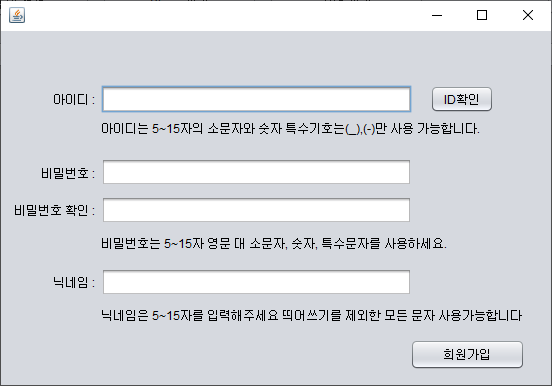 아이디 : ID확인
아이디는 5~15자의 소문자와 숫자 특수기호는(_),(-)만 사용 가능합니다.
비밀번호 :
비밀번호 확인 :
비밀번호는 5~15자 영문 대 소문자, 숫자, 특수문자를 사용하세요.
닉네임 :
닉네임은 5~15자를 입력해주세요 띄어쓰기를 제외한 모든 문자 사용가능합니다
회원가입